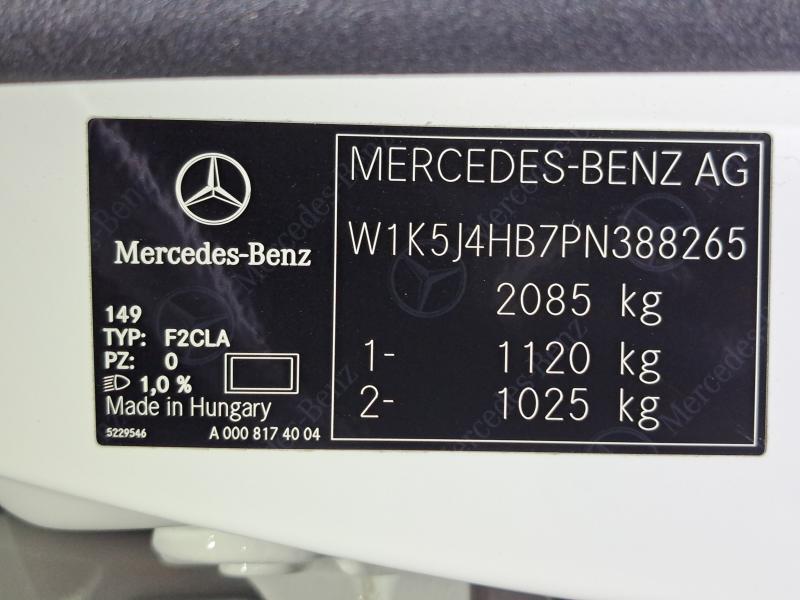 Mercedes-Benz
149
TYP: F2CLA
PZ: 0
1,0 %
Made in Hungary
5229546 A 000 817 40 04
MERCEDES-BENZ AG
W1K5J4HB7PN388265
2085 kg
1- 1120 kg
2- 1025 kg